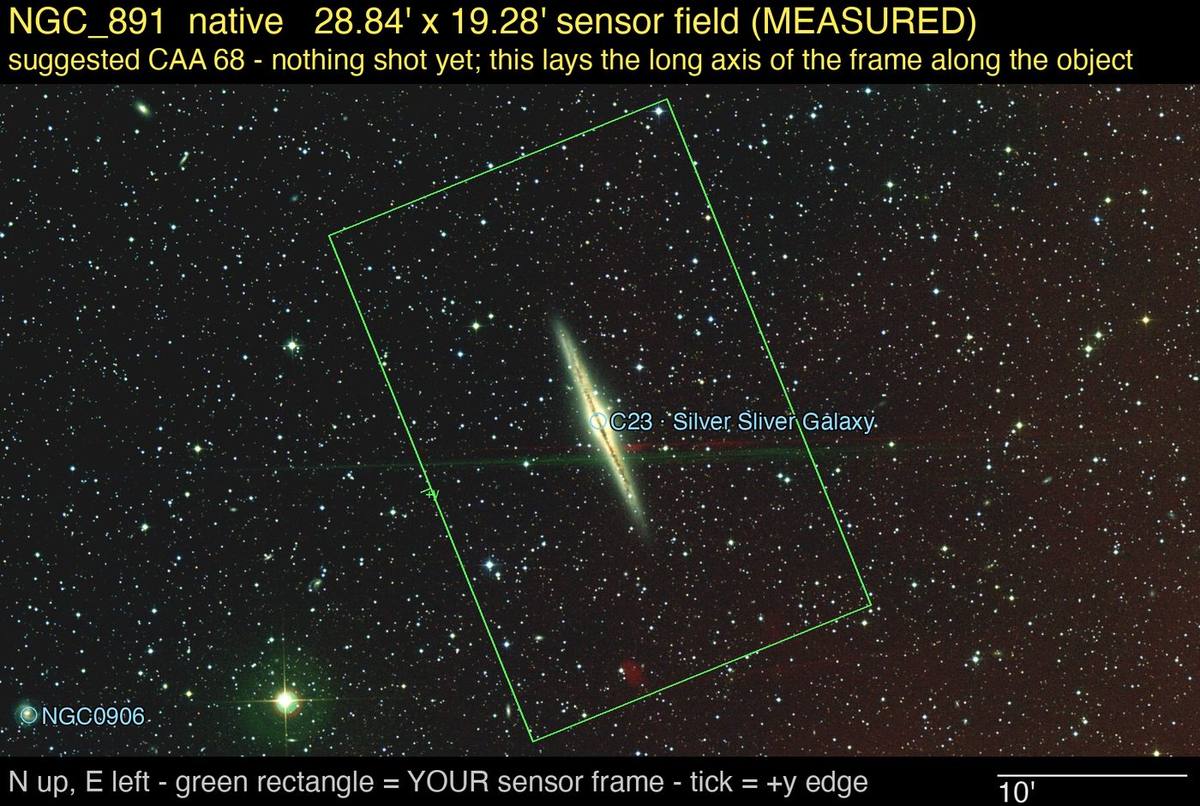 NGC_891 native 28.84' x 19.28' sensor field (MEASURED)
suggested CAA 68 - nothing shot yet; this lays the long axis of the frame along the object
C23 · Silver Sliver Galaxy
+y
NGC0906
N up, E left - green rectangle = YOUR sensor frame - tick = +y edge
10'